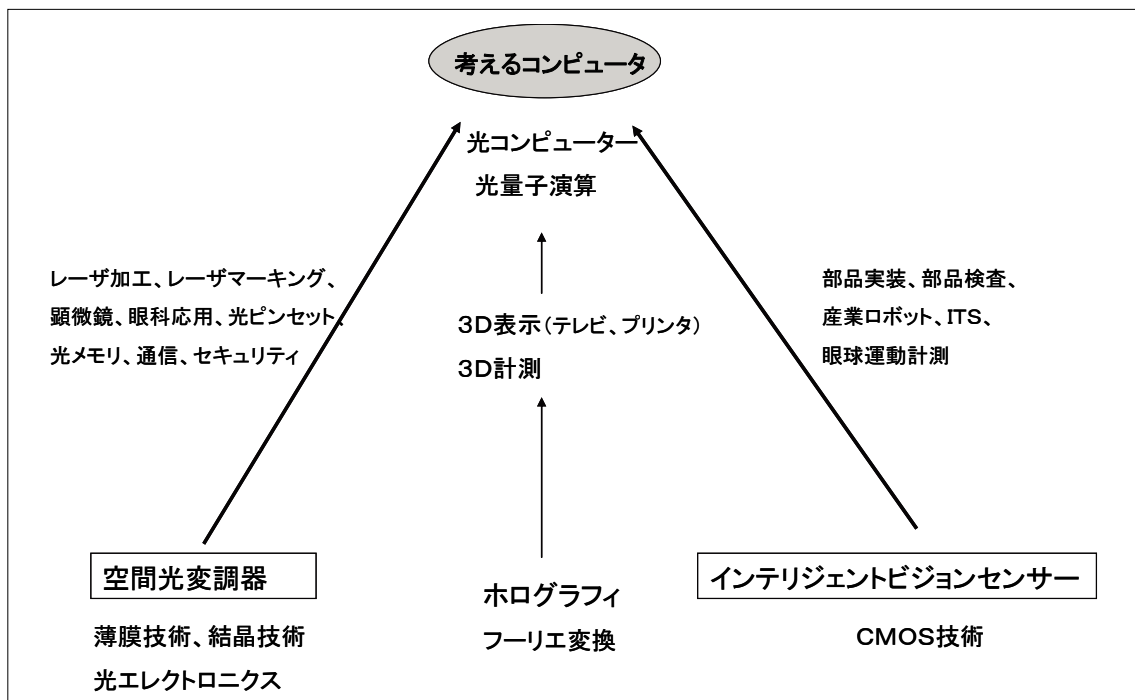 考えるコンピュータ
光コンピューター
光量子演算
レーザ加工、レーザマーキング、
顕微鏡、眼科応用、光ピンセット、
光メモリ、通信、セキュリティ
3D表示(テレビ、プリンタ)
3D計測
部品実装、部品検査、
産業ロボット、ITS、
眼球運動計測
空間光変調器
薄膜技術、結晶技術
光エレクトロニクス
ホログラフィ
フーリエ変換
インテリジェントビジョンセンサー
CMOS技術